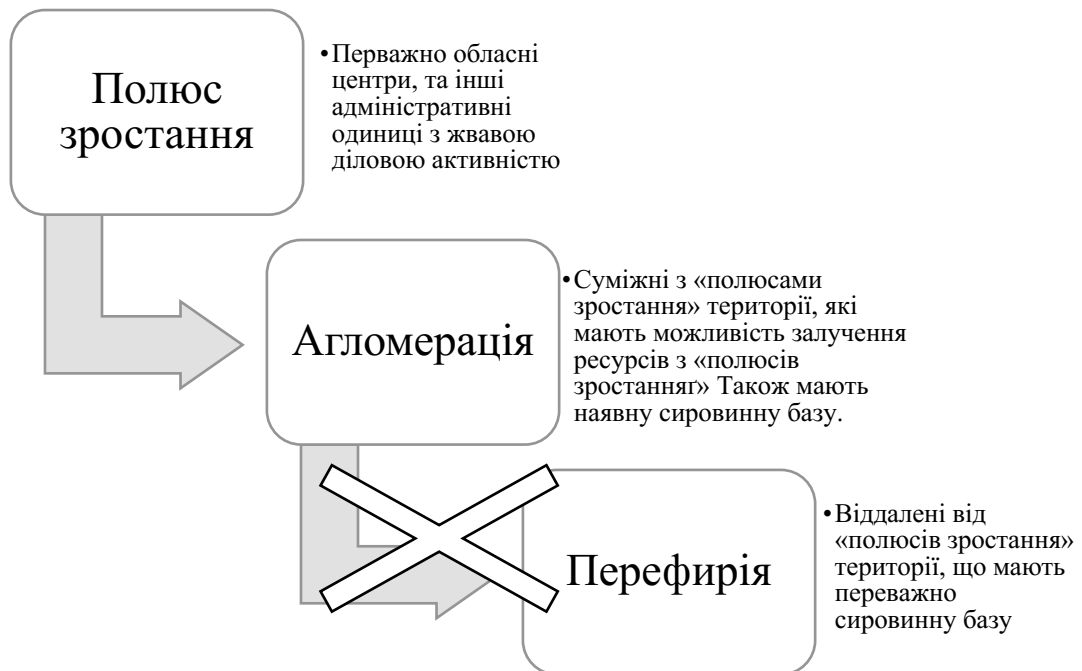 Полюс
зростання
•Перважно обласні
центри, та інші
адміністративні
одиниці з жвавою
діловою активністю
Агломерація
•Суміжні з «полюсами
зростання» території, які
мають можливість залучення
ресурсів з «полюсів
зростанняґ» Також мають
наявну сировинну базу.
Перефирія
•Віддалені від
«полюсів зростання»
території, що мають
переважно
сировинну базу